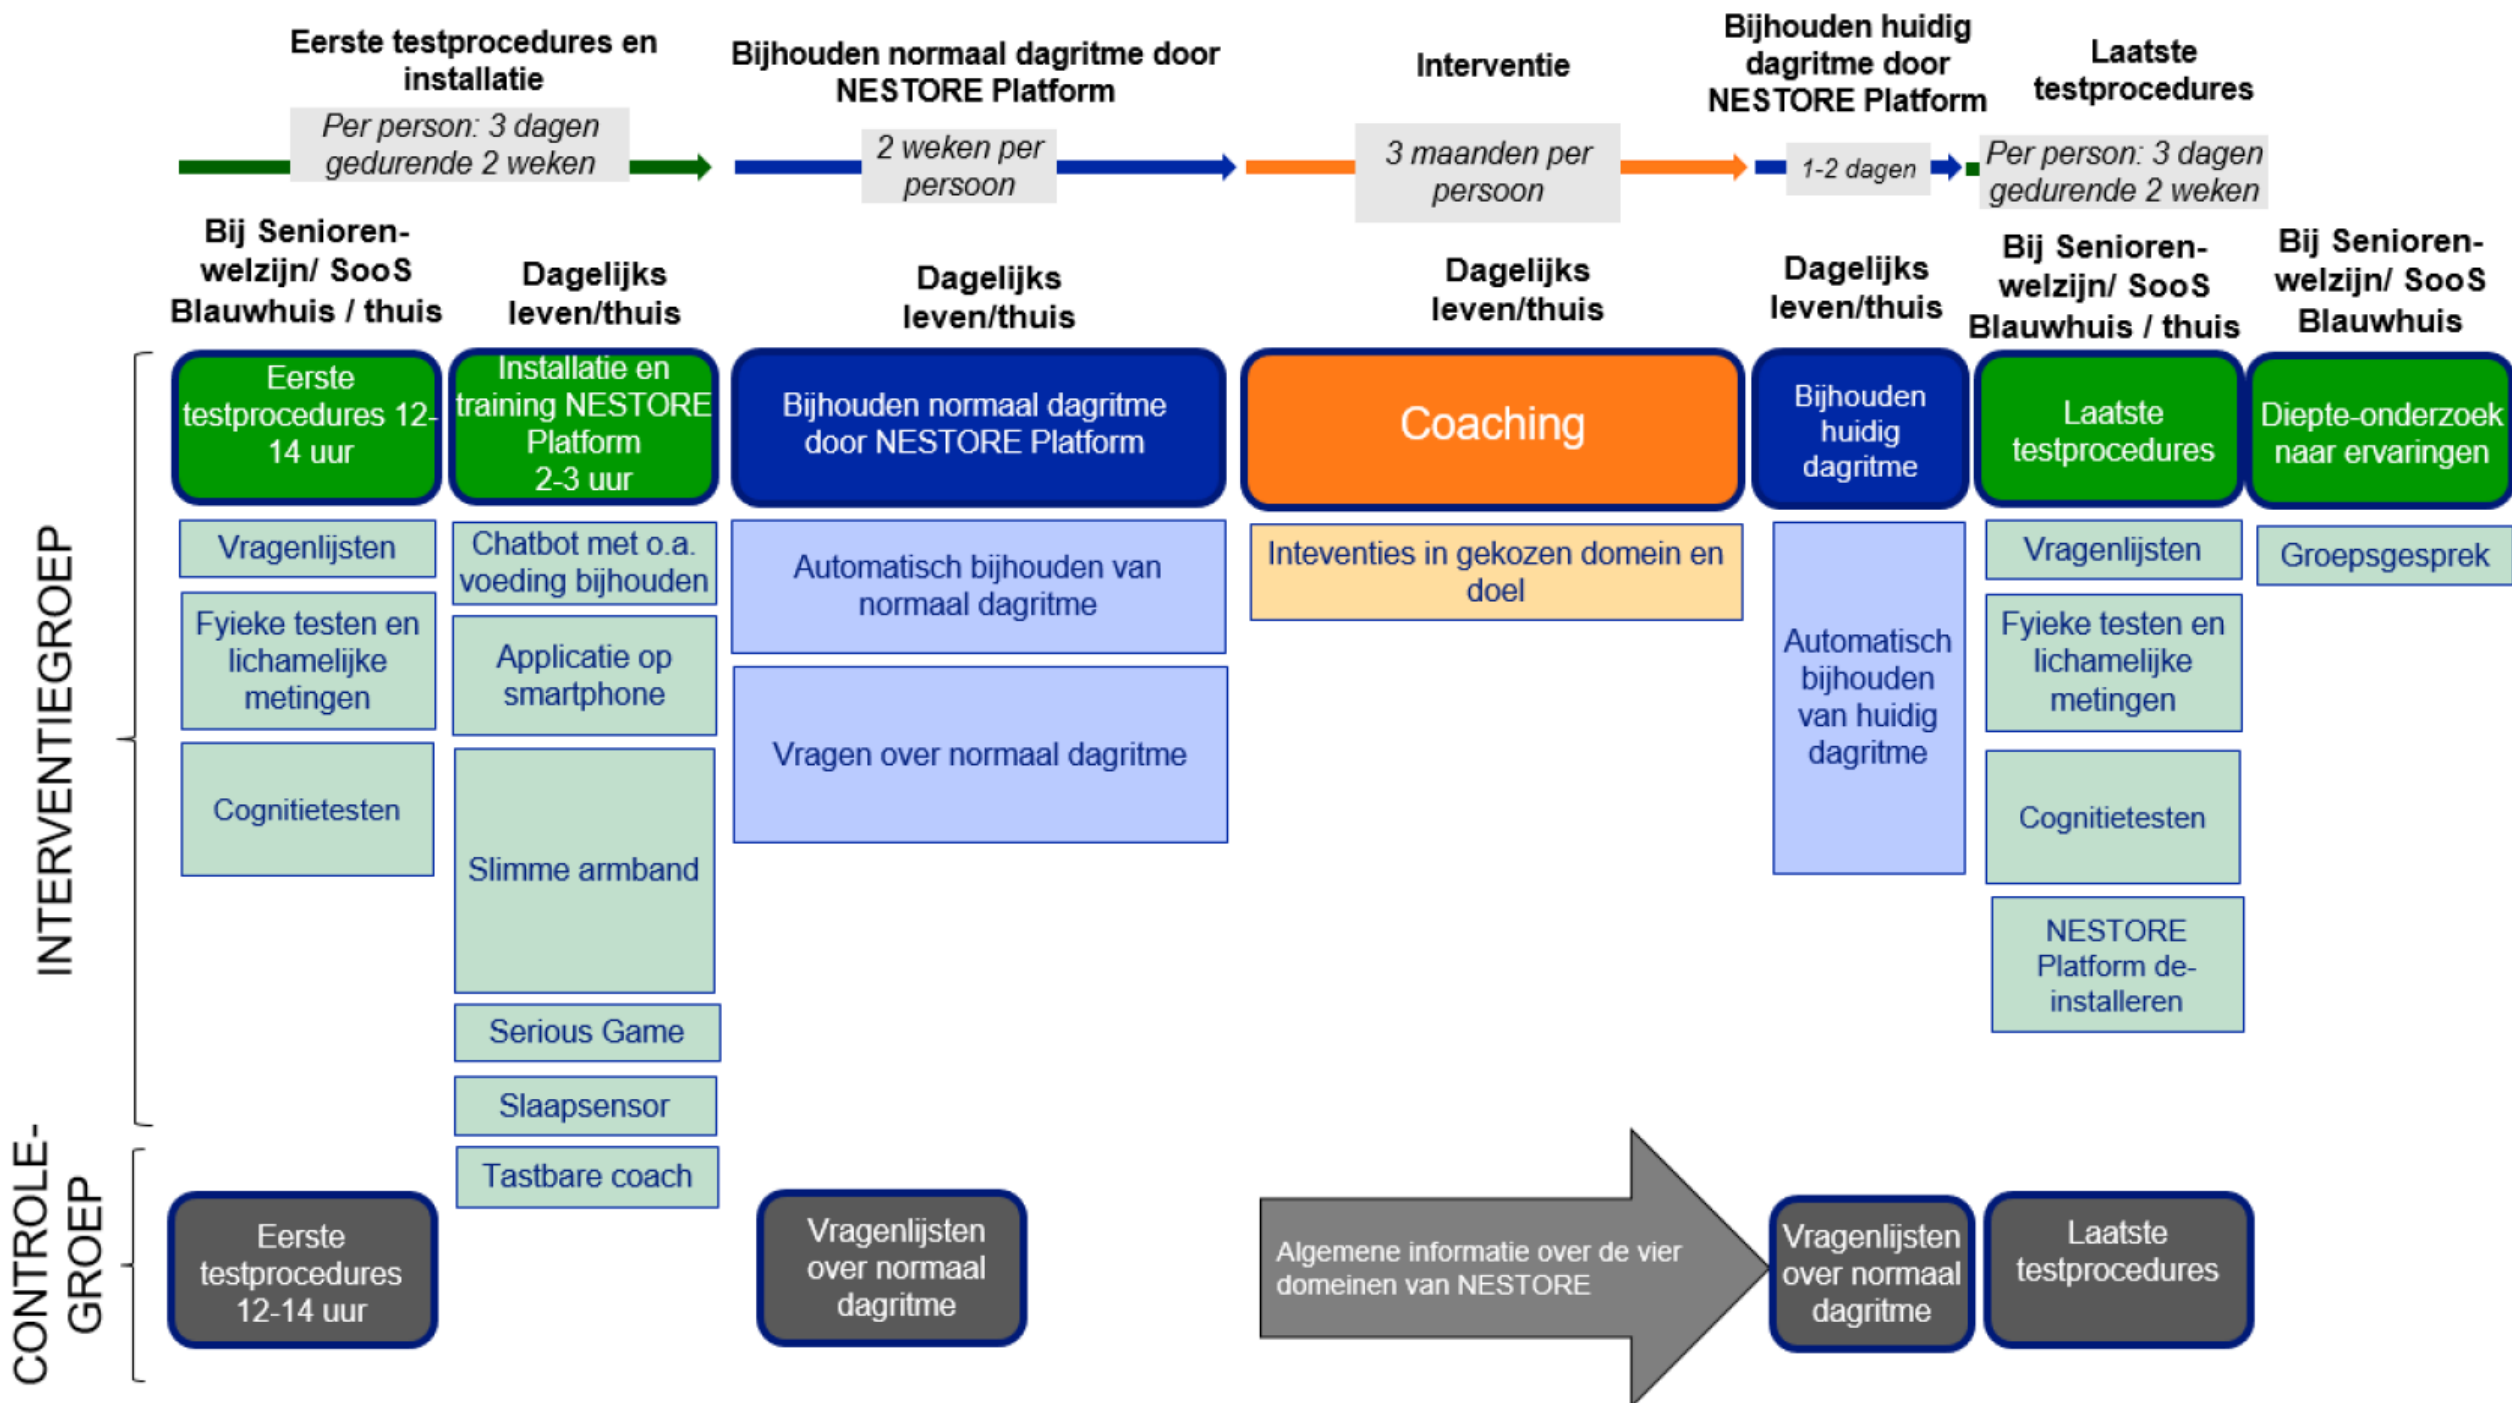 Eerste testprocedures en
installatie
Per person: 3 dagen
gedurende 2 weken
Bijhouden normaal dagritme door
NESTORE Platform
2 weken per
persoon
Interventie
3 maanden per
persoon
Bijhouden huidig
dagritme door
NESTORE Platform
1-2 dagen
Laatste
testprocedures
Per person: 3 dagen
gedurende 2 weken
Bij Senioren-
welzijn/ SooS
Blauwhuis / thuis
Dagelijks
leven/thuis
Dagelijks
leven/thuis
Dagelijks
leven/thuis
Dagelijks
leven/thuis
Bij Senioren-
welzijn/ SooS
Blauwhuis / thuis
Bij Senioren-
welzijn/ SooS
Blauwhuis
INTERVENTIEGROEP
Eerste
testprocedures 12-
14 uur
Installatie en
training NESTORE
Platform
2-3 uur
Bijhouden normaal dagritme
door NESTORE Platform
Coaching
Bijhouden
huidig
dagritme
Laatste
testprocedures
Diepte-onderzoek
naar ervaringen
Vragenlijsten
Fyieke testen en
lichamelijke
metingen
Cognitietesten
Chatbot met o.a.
voeding bijhouden
Applicatie op
smartphone
Slimme armband
Serious Game
Slaapsensor
Tastbare coach
Automatisch bijhouden van
normaal dagritme
Vragen over normaal dagritme
Inteventies in gekozen domein en
doel
Automatisch
bijhouden
van huidig
dagritme
Vragenlijsten
Fyieke testen en
lichamelijke
metingen
Cognitietesten
NESTORE
Platform de-
installeren
Groepsgesprek
CONTROLE-
GROEP
Eerste
testprocedures
12-14 uur
Vragenlijsten
over normaal
dagritme
Algemene informatie over de vier
domeinen van NESTORE
Vragenlijsten
over normaal
dagritme
Laatste
testprocedures